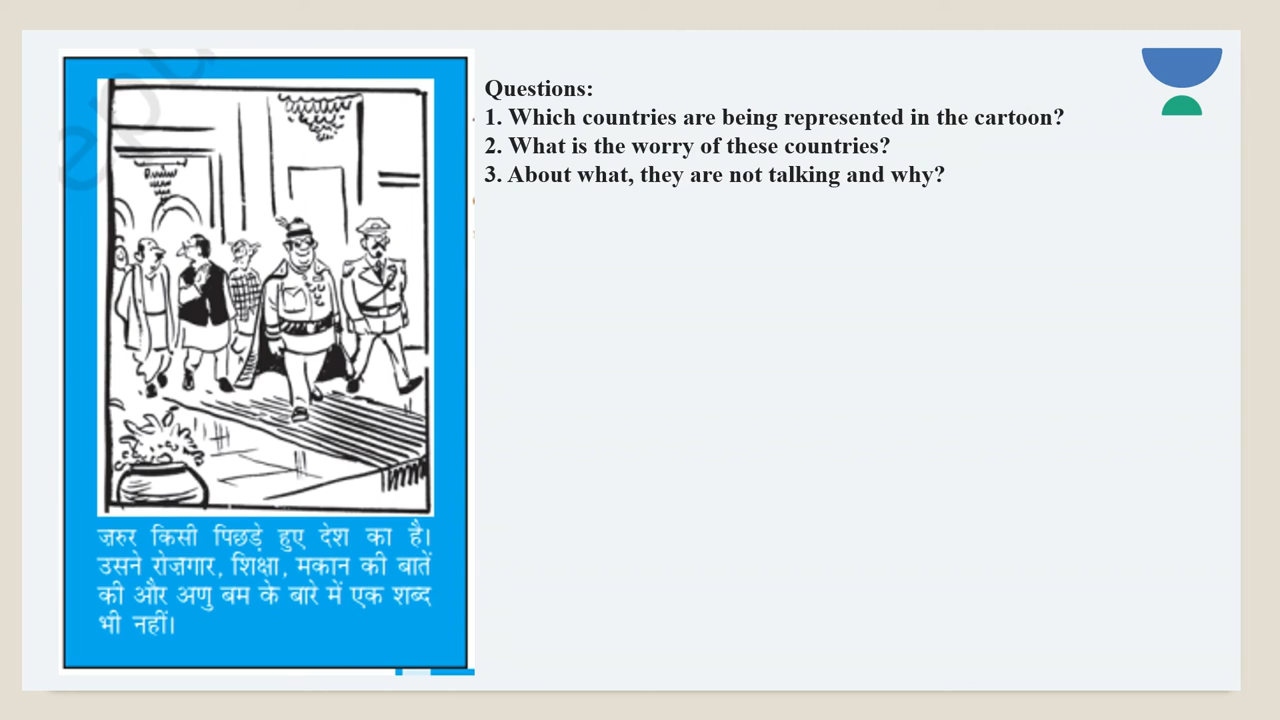 Questions:
1. Which countries are being represented in the cartoon?
2. What is the worry of these countries?
3. About what, they are not talking and why?
ज़रुर किसी पिछड़े हुए देश का है।
उसने रोज़गार, शिक्षा, मकान की बातें
की और अणु बम के बारे में एक शब्द
भी नहीं।